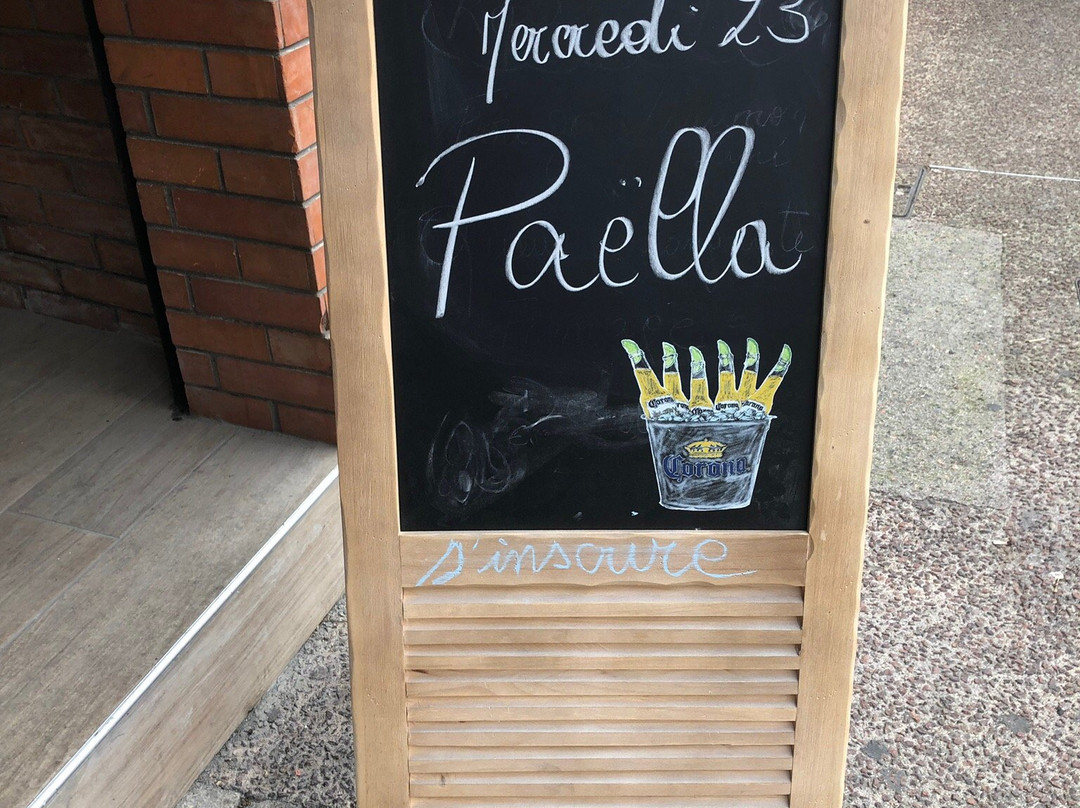 Mercredi 23
Paëlla
Corona
s'inscrire